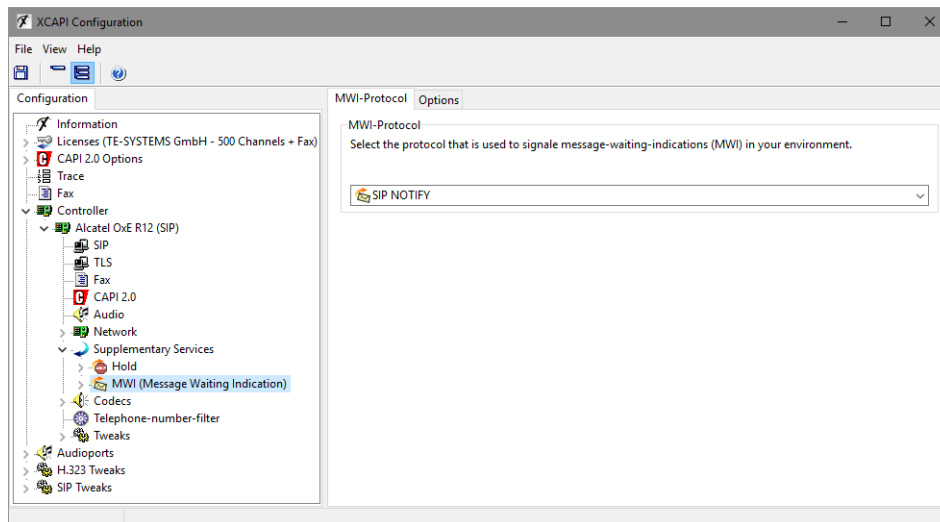 XCAPI Configuration
File View Help
Configuration
Information
Licenses (TE-SYSTEMS GmbH - 500 Channels + Fax)
CAPI 2.0 Options
Trace
Fax
Controller
Alcatel OxE R12 (SIP)
SIP
TLS
Fax
CAPI 2.0
Audio
Network
Supplementary Services
Hold
MWI (Message Waiting Indication)
Codecs
Telephone-number-filter
Tweaks
Audioports
H.323 Tweaks
SIP Tweaks
MWI-Protocol Options
MWI-Protocol
Select the protocol that is used to signale message-waiting-indications (MWI) in your environment.
SIP NOTIFY